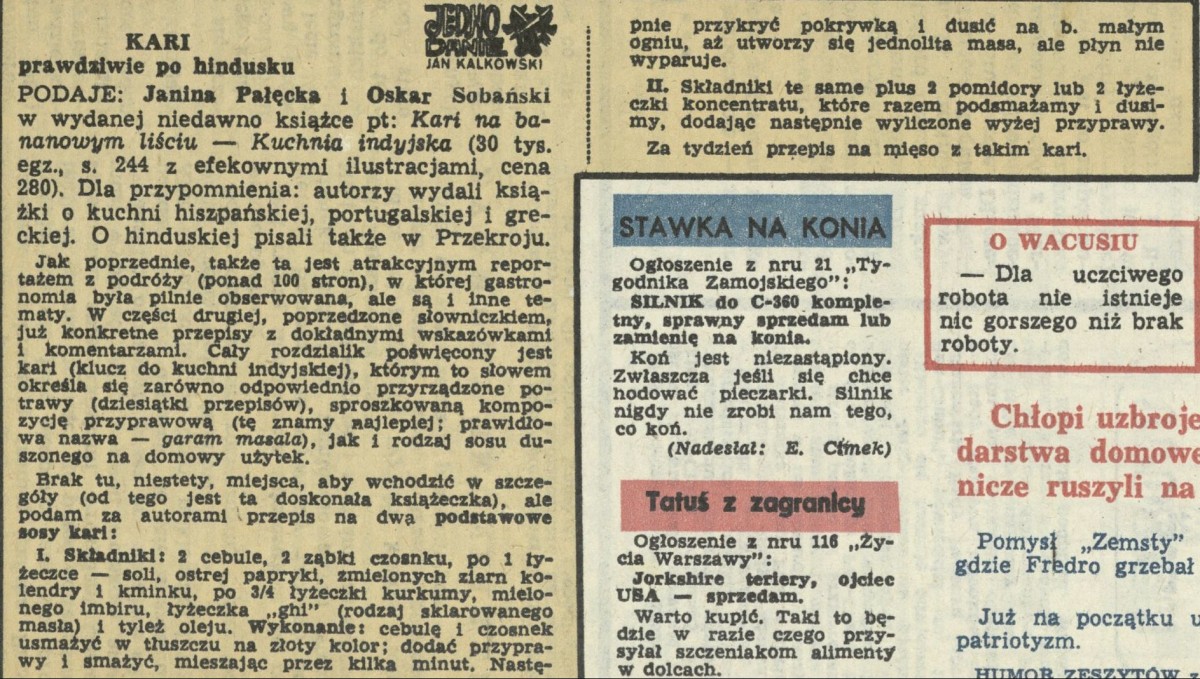 JEDNO
DANIE
JAN KALKOWSKI
KARI
prawdziwie po hindusku
PODAJE: Janina Pałęcka i Oskar Sobański
w wydanej niedawno książce pt: Kari na ba-
nanowym liściu — Kuchnia indyjska (30 tys.
egz., s. 244 z efekownymi ilustracjami, cena
280). Dla przypomnienia: autorzy wydali ksią-
żki o kuchni hiszpańskiej, portugalskiej i gre-
ckiej. O hinduskiej pisali także w Przekroju.
Jak poprzednie, także ta jest atrakcyjnym repor-
tażem z podróży (ponad 100 stron), w której gastro-
nomia była pilnie obserwowana, ale są i inne te-
maty. W części drugiej, poprzedzone słowniczkiem,
już konkretne przepisy z dokładnymi wskazówkami
i komentarzami. Cały rozdzialik poświęcony jest
kari (klucz do kuchni indyjskiej), którym to słowem
określa się zarówno odpowiednio przyrządzone po-
trawy (dziesiątki przepisów), sproszkowaną kompo-
zycję przyprawową (tę znamy najlepiej; prawidło-
wa nazwa — garam masala), jak i rodzaj sosu du-
szonego na domowy użytek.
Brak tu, niestety, miejsca, aby wchodzić w szcze-
góły (od tego jest ta doskonała książeczka), ale
podam za autorami przepis na dwa podstawowe
sosy kari:
I. Składniki: 2 cebule, 2 ząbki czosnku, po 1 ły-
żeczce — soli, ostrej papryki, zmielonych ziarn ko-
lendry i kminku, po 3/4 łyżeczki kurkumy, mielo-
nego imbiru, łyżeczka „ghi" (rodzaj sklarowanego
masła) i tyleż oleju. Wykonanie: cebulę i czosnek
usmażyć w tłuszczu na złoty kolor; dodać przypra-
wy i smażyć, mieszając przez kilka minut. Nastę-
pnie przykryć pokrywką i dusić na b. małym
ogniu, aż utworzy się jednolita masa, ale płyn nie
wyparuje.
II. Składniki te same plus 2 pomidory lub 2 łyże-
czki koncentratu, które razem podsmażamy i dusi-
my, dodając następnie wyliczone wyżej przyprawy.
Za tydzień przepis na mięso z takim kari.
STAWKA NA KONIA
Ogłoszenie z nru 21 „Ty-
godnika Zamojskiego":
SILNIK do C-360 komple-
tny, sprawny sprzedam lub
zamienię na konia.
Koń jest niezastąpiony.
Zwłaszcza jeśli się chce
hodować pieczarki. Silnik
nigdy nie zrobi nam tego,
co koń.
(Nadesłał: E. Cimek)
Tatuś z zagranicy
Ogłoszenie z nru 116 „Ży-
cia Warszawy":
Jorkshire teriery, ojciec
USA — sprzedam.
Warto kupić. Taki to bę-
dzie w razie czego przy-
syłał szczeniakom alimenty
w dolcach.
O WACUSIU
— Dla uczciwego
robota nie istnieje
nic gorszego niż brak
roboty.
Chłopi uzbroje
darstwa domowe
nicze ruszyli na
Pomysł „Zemsty"
gdzie Fredro grzebał
Już na początku u
patriotyzm.
HUMOR ZESZYTÓW z